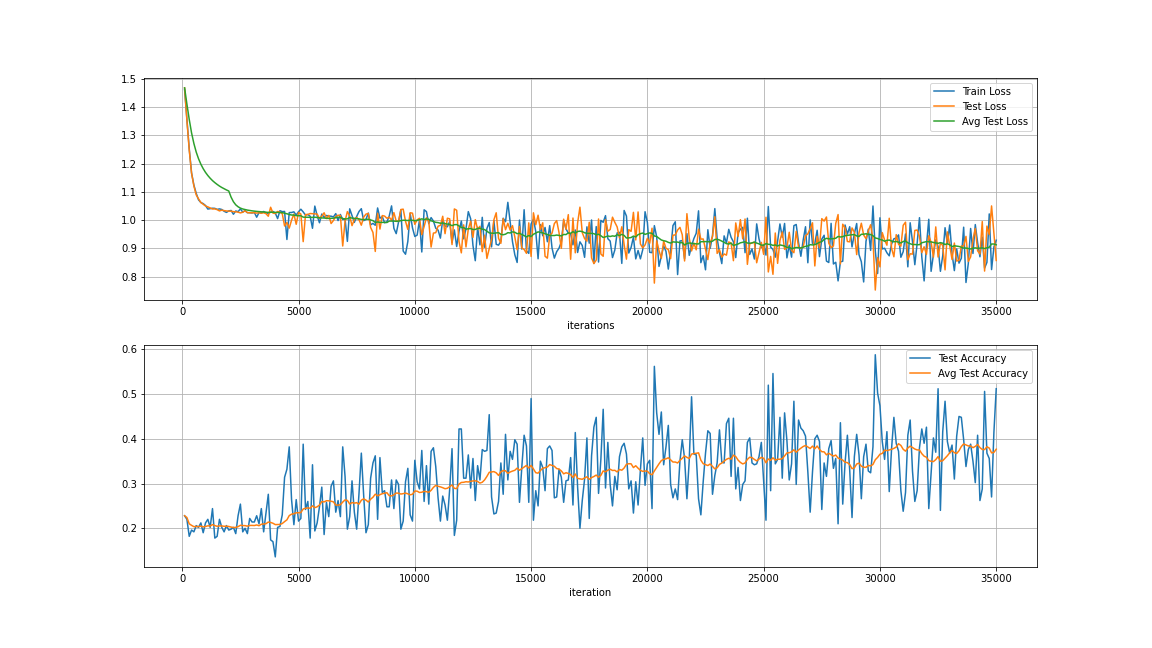 1.5
1.4
1.3
1.2
1.1
1.0
0.9
0.8
Train Loss
Test Loss
Avg Test Loss
0 5000 10000 15000 20000 25000 30000 35000
iterations
0.6
0.5
0.4
0.3
0.2
Test Accuracy
Avg Test Accuracy
0 5000 10000 15000 20000 25000 30000 35000
iteration